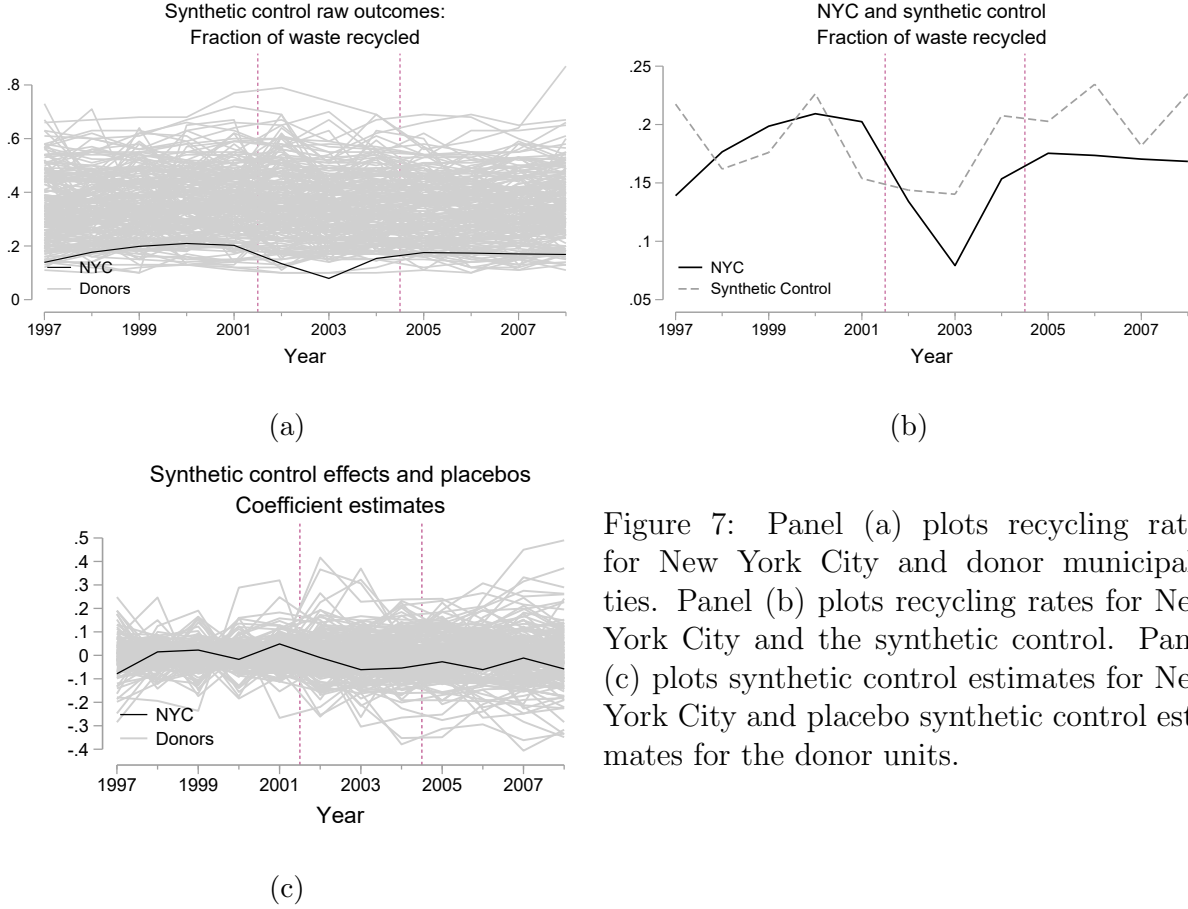 Synthetic control raw outcomes:
Fraction of waste recycled
.8
.6
.4
.2
0
NYC
Donors
1997
1999
2001
2003
2005
2007
Year
(a)
NYC and synthetic control
Fraction of waste recycled
.25
.2
.15
.1
.05
NYC
Synthetic Control
1997
1999
2001
2003
2005
2007
Year
(b)
Synthetic control effects and placebos
Coefficient estimates
.5
.4
.3
.2
.1
0
-.1
-.2
-.3
-.4
NYC
Donors
1997
1999
2001
2003
2005
2007
Year
(c)
Figure 7: Panel (a) plots recycling rat
for New York City and donor municipal
ties. Panel (b) plots recycling rates for Ne
York City and the synthetic control. Pan
(c) plots synthetic control estimates for Ne
York City and placebo synthetic control est
mates for the donor units.